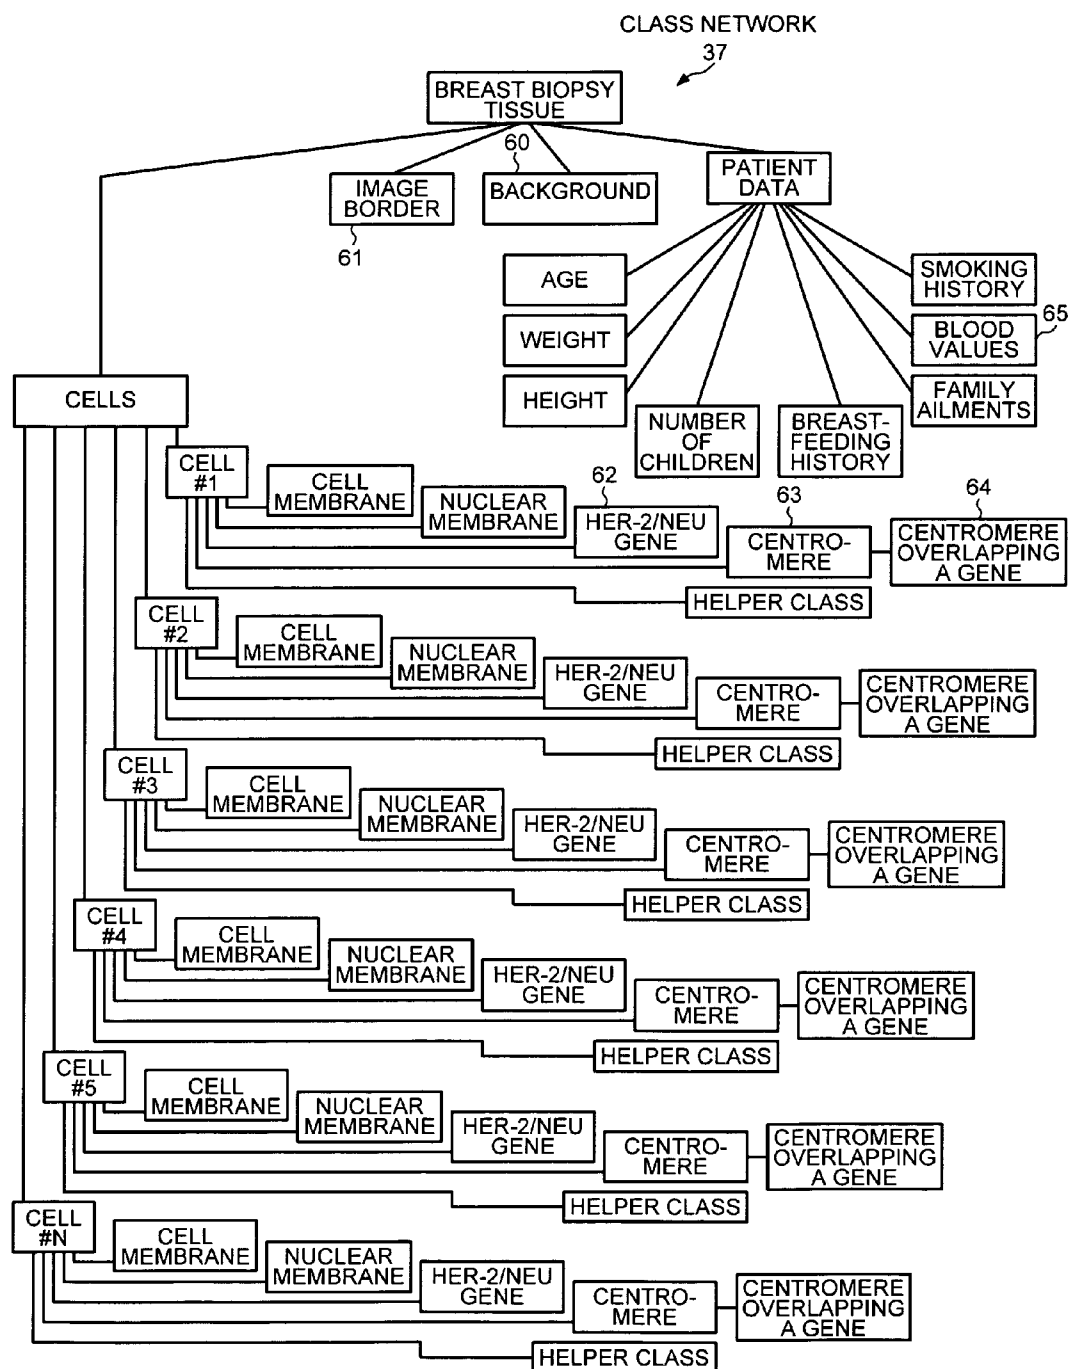 CLASS NETWORK
37
BREAST BIOPSY
TISSUE
60
IMAGE
BORDER
61
BACKGROUND
PATIENT
DATA
AGE
WEIGHT
HEIGHT
NUMBER
OF
CHILDREN
BREAST-
FEEDING
HISTORY
SMOKING
HISTORY
65
BLOOD
VALUES
FAMILY
AILMENTS
CELLS
CELL
#1
CELL
MEMBRANE
NUCLEAR
MEMBRANE
62
HER-2/NEU
GENE
63
CENTRO-
MERE
64
CENTROMERE
OVERLAPPING
A GENE
HELPER CLASS
CELL
#2
CELL
MEMBRANE
NUCLEAR
MEMBRANE
HER-2/NEU
GENE
CENTRO-
MERE
CENTROMERE
OVERLAPPING
A GENE
HELPER CLASS
CELL
#3
CELL
MEMBRANE
NUCLEAR
MEMBRANE
HER-2/NEU
GENE
CENTRO-
MERE
CENTROMERE
OVERLAPPING
A GENE
HELPER CLASS
CELL
#4
CELL
MEMBRANE
NUCLEAR
MEMBRANE
HER-2/NEU
GENE
CENTRO-
MERE
CENTROMERE
OVERLAPPING
A GENE
HELPER CLASS
CELL
#5
CELL
MEMBRANE
NUCLEAR
MEMBRANE
HER-2/NEU
GENE
CENTRO-
MERE
CENTROMERE
OVERLAPPING
A GENE
HELPER CLASS
CELL
#N
CELL
MEMBRANE
NUCLEAR
MEMBRANE
HER-2/NEU
GENE
CENTRO-
MERE
CENTROMERE
OVERLAPPING
A GENE
HELPER CLASS